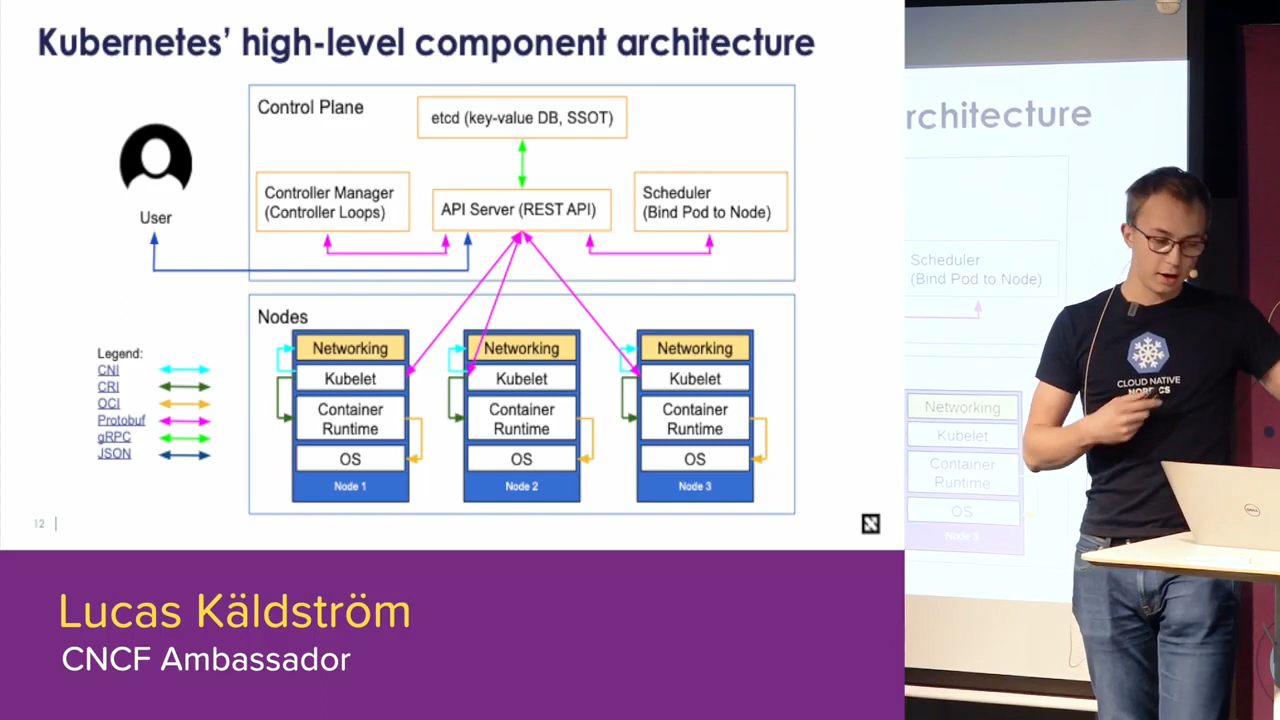 Kubernetes’ high-level component architecture
Control Plane
etcd (key-value DB, SSOT)
User
Controller Manager
(Controller Loops)
API Server (REST API)
Scheduler
(Bind Pod to Node)
Nodes
Legend:
CNI
CRI
OCI
Protobuf
gRPC
JSON
Networking
Kubelet
Container
Runtime
OS
Node 1
Networking
Kubelet
Container
Runtime
OS
Node 2
Networking
Kubelet
Container
Runtime
OS
Node 3
12
Lucas Käldström
CNCF Ambassador
rchitecture
Scheduler
(Bind Pod to Node)
Networking
Kubelet
Container
Runtime
OS
Node 3
CLOUD NATIVE
DELL